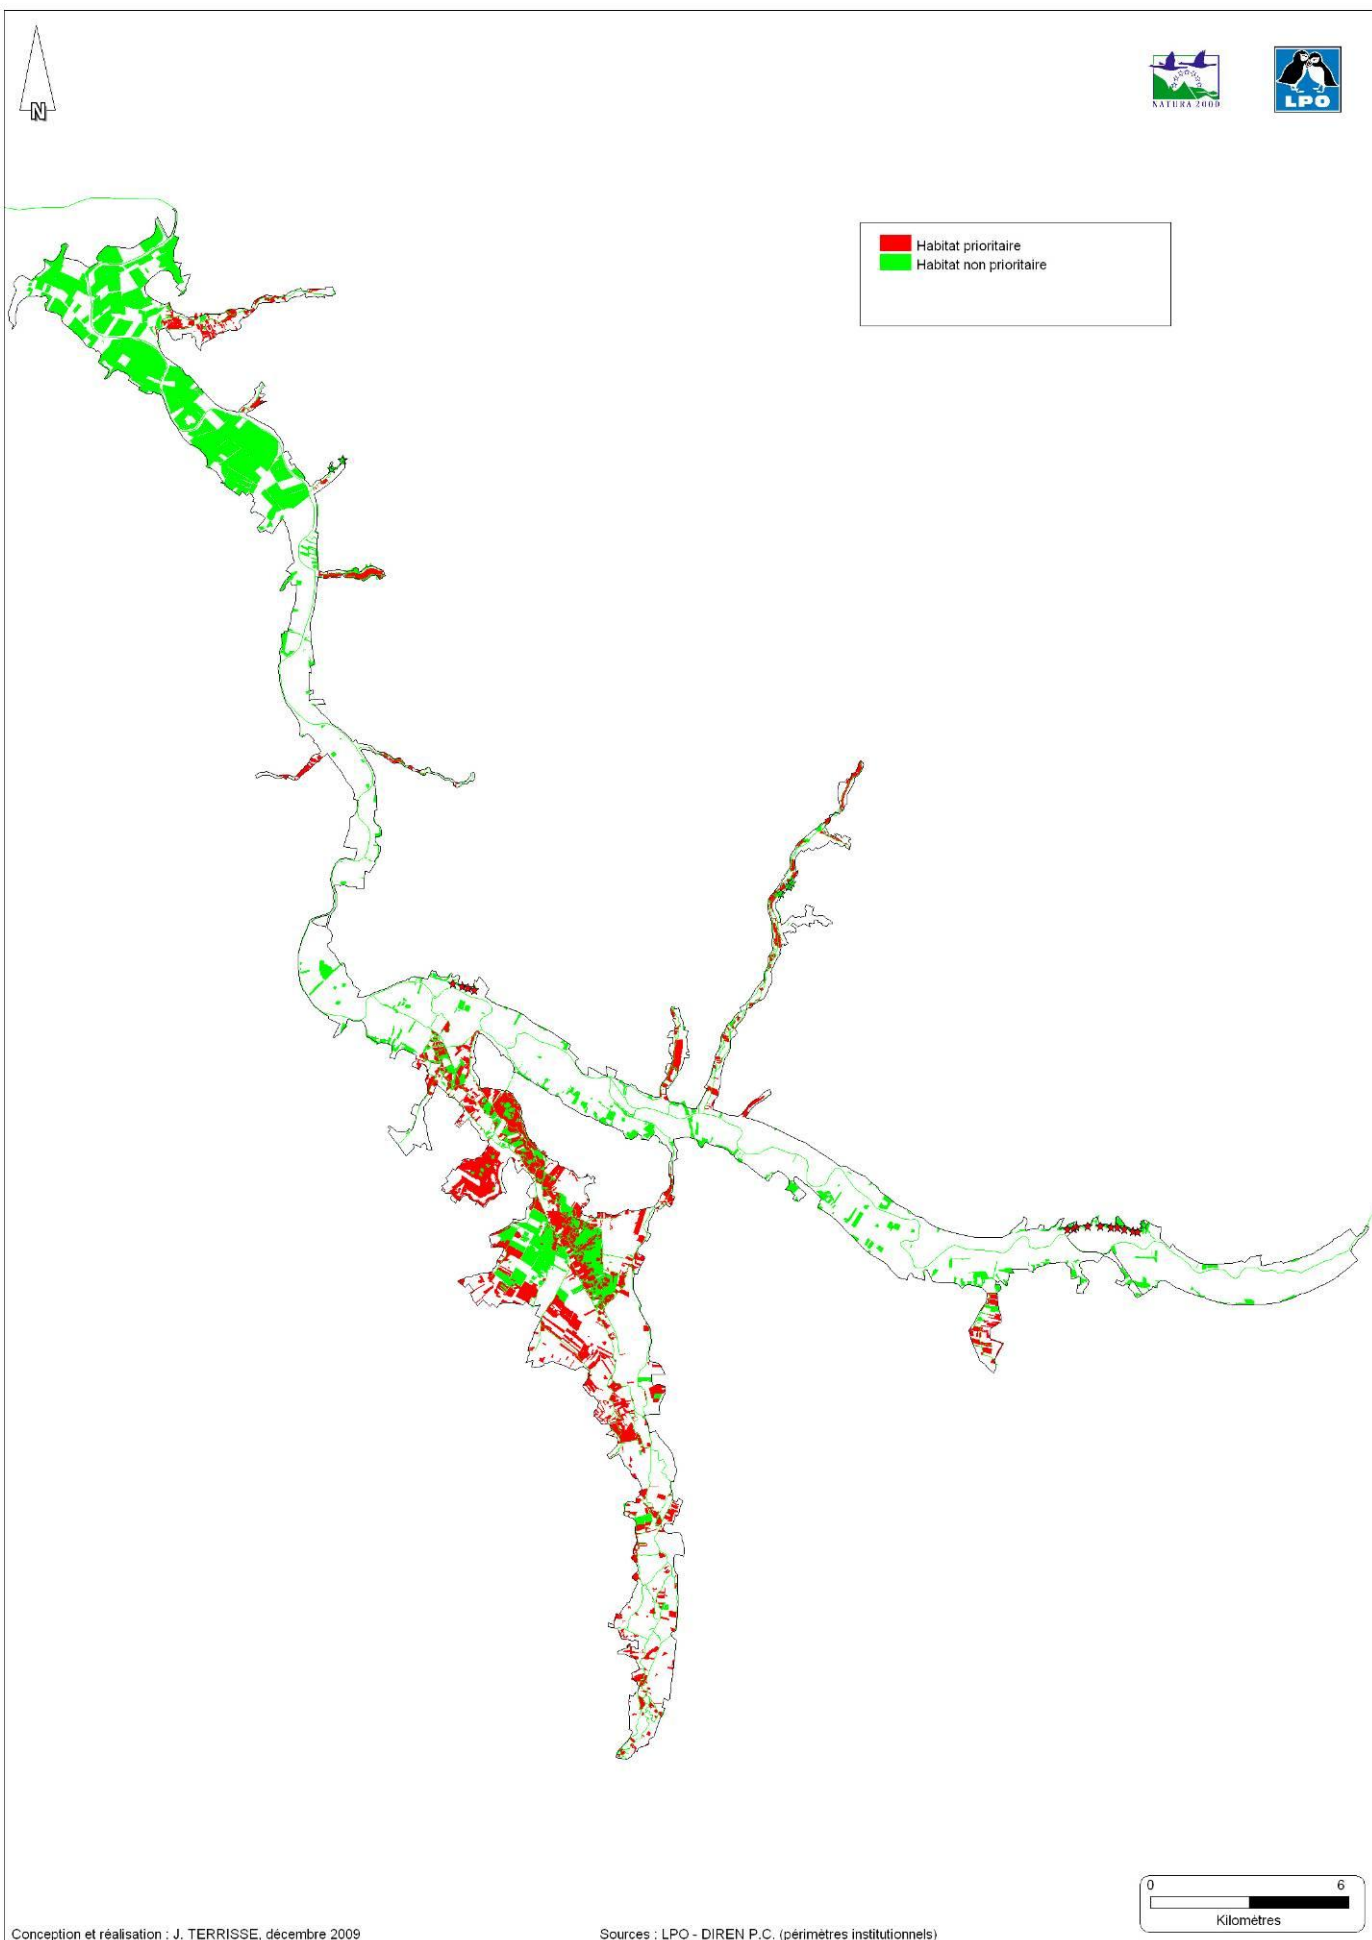 N
NATURA 2000
LPO
Habitat prioritaire
Habitat non prioritaire
0 6
Kilomètres
Conception et réalisation : J. TERRISSE, décembre 2009
Sources : LPO - DIREN P.C. (périmètres institutionnels)